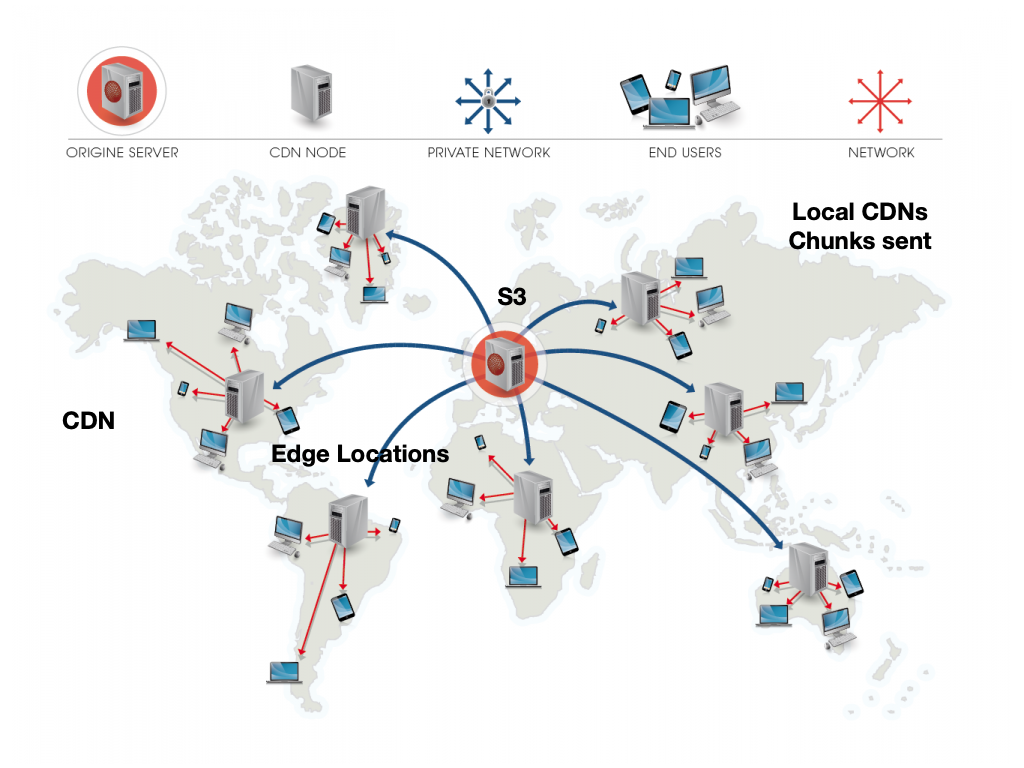 ORIGINE SERVER
CDN NODE
PRIVATE NETWORK
END USERS
NETWORK
Local CDNs
Chunks sent
S3
CDN
Edge Locations